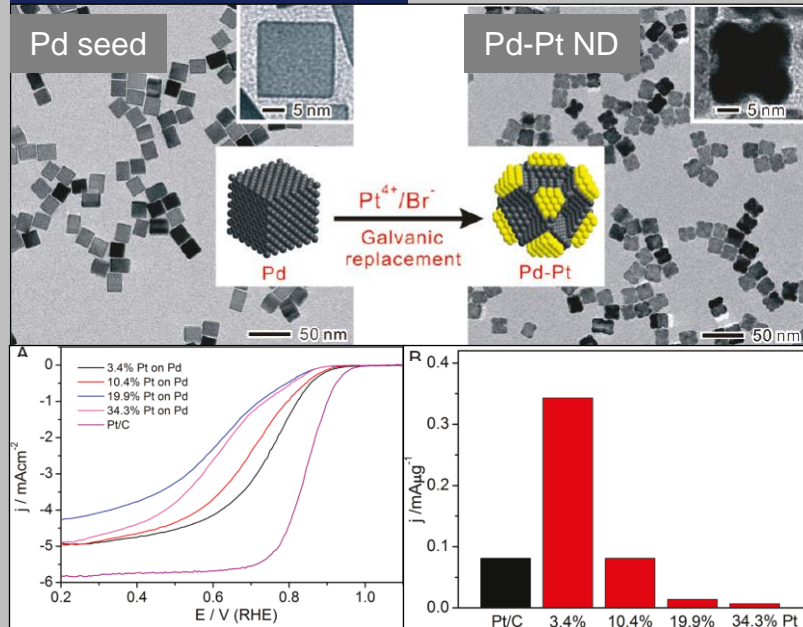 Pd seed
5 nm
50 nm
Pt⁴⁺/Br⁻
Galvanic
replacement
Pd
Pd-Pt
Pd-Pt ND
5 nm
50 nm
A
3.4% Pt on Pd
10.4% Pt on Pd
19.9% Pt on Pd
34.3% Pt on Pd
Pt/C
j / mAcm⁻²
0
-1
-2
-3
-4
-5
-6
0.2 0.4 0.6 0.8 1.0
E / V (RHE)
B
j /mAμg⁻¹
0.4
0.3
0.2
0.1
0.0
Pt/C 3.4% 10.4% 19.9% 34.3% Pt